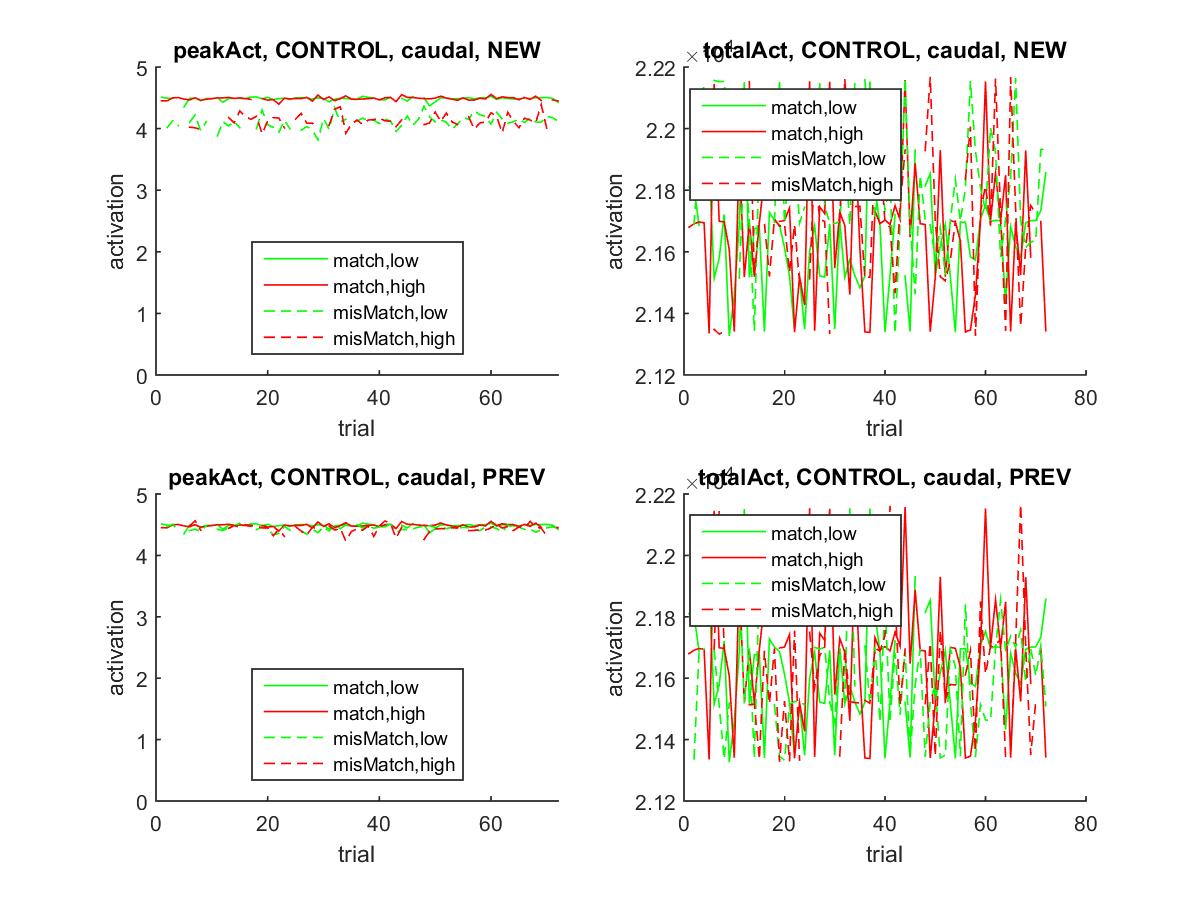 peakAct, CONTROL, caudal, NEW
5
4
3
2
1
0
activation
match,low
match,high
misMatch,low
misMatch,high
0 20 40 60
trial
×10⁴
totalAct, CONTROL, caudal, NEW
2.22
2.2
2.18
2.16
2.14
2.12
activation
match,low
match,high
misMatch,low
misMatch,high
0 20 40 60 80
trial
peakAct, CONTROL, caudal, PREV
5
4
3
2
1
0
activation
match,low
match,high
misMatch,low
misMatch,high
0 20 40 60
trial
×10⁴
totalAct, CONTROL, caudal, PREV
2.22
2.2
2.18
2.16
2.14
2.12
activation
match,low
match,high
misMatch,low
misMatch,high
0 20 40 60 80
trial